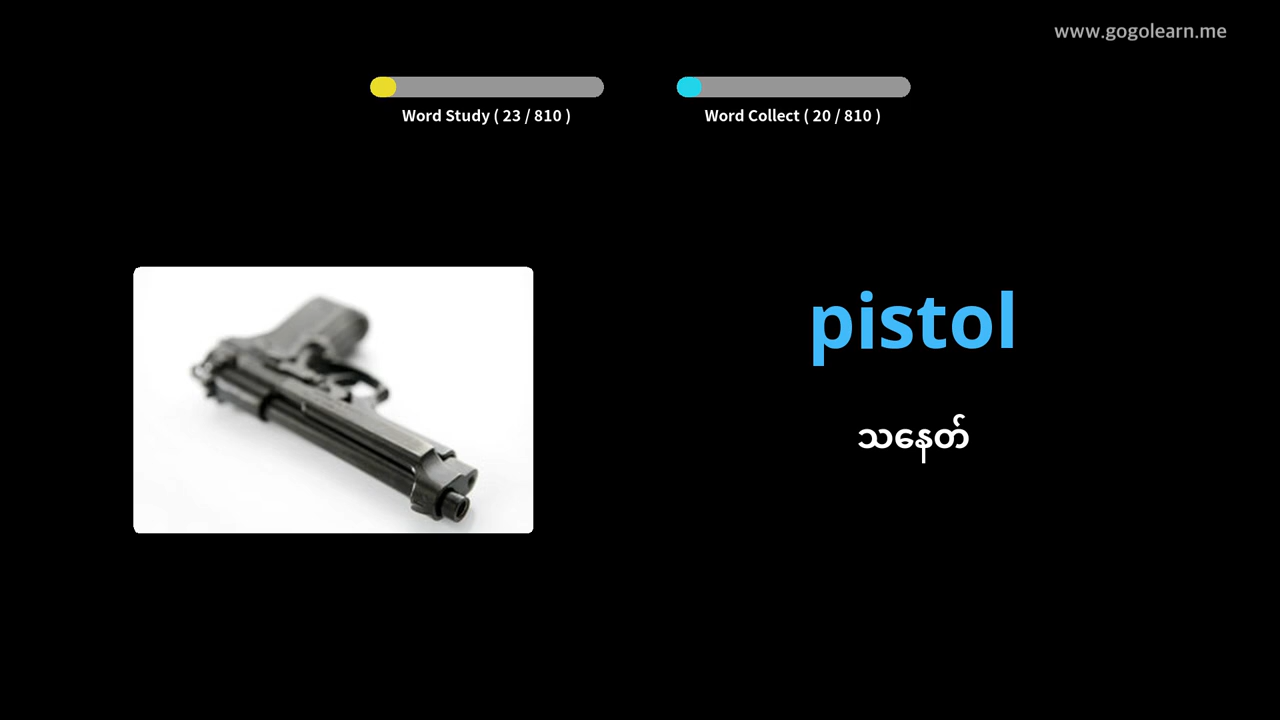 www.gogolearn.me
Word Study ( 23 / 810 )
Word Collect ( 20 / 810 )
pistol
သနေတ်